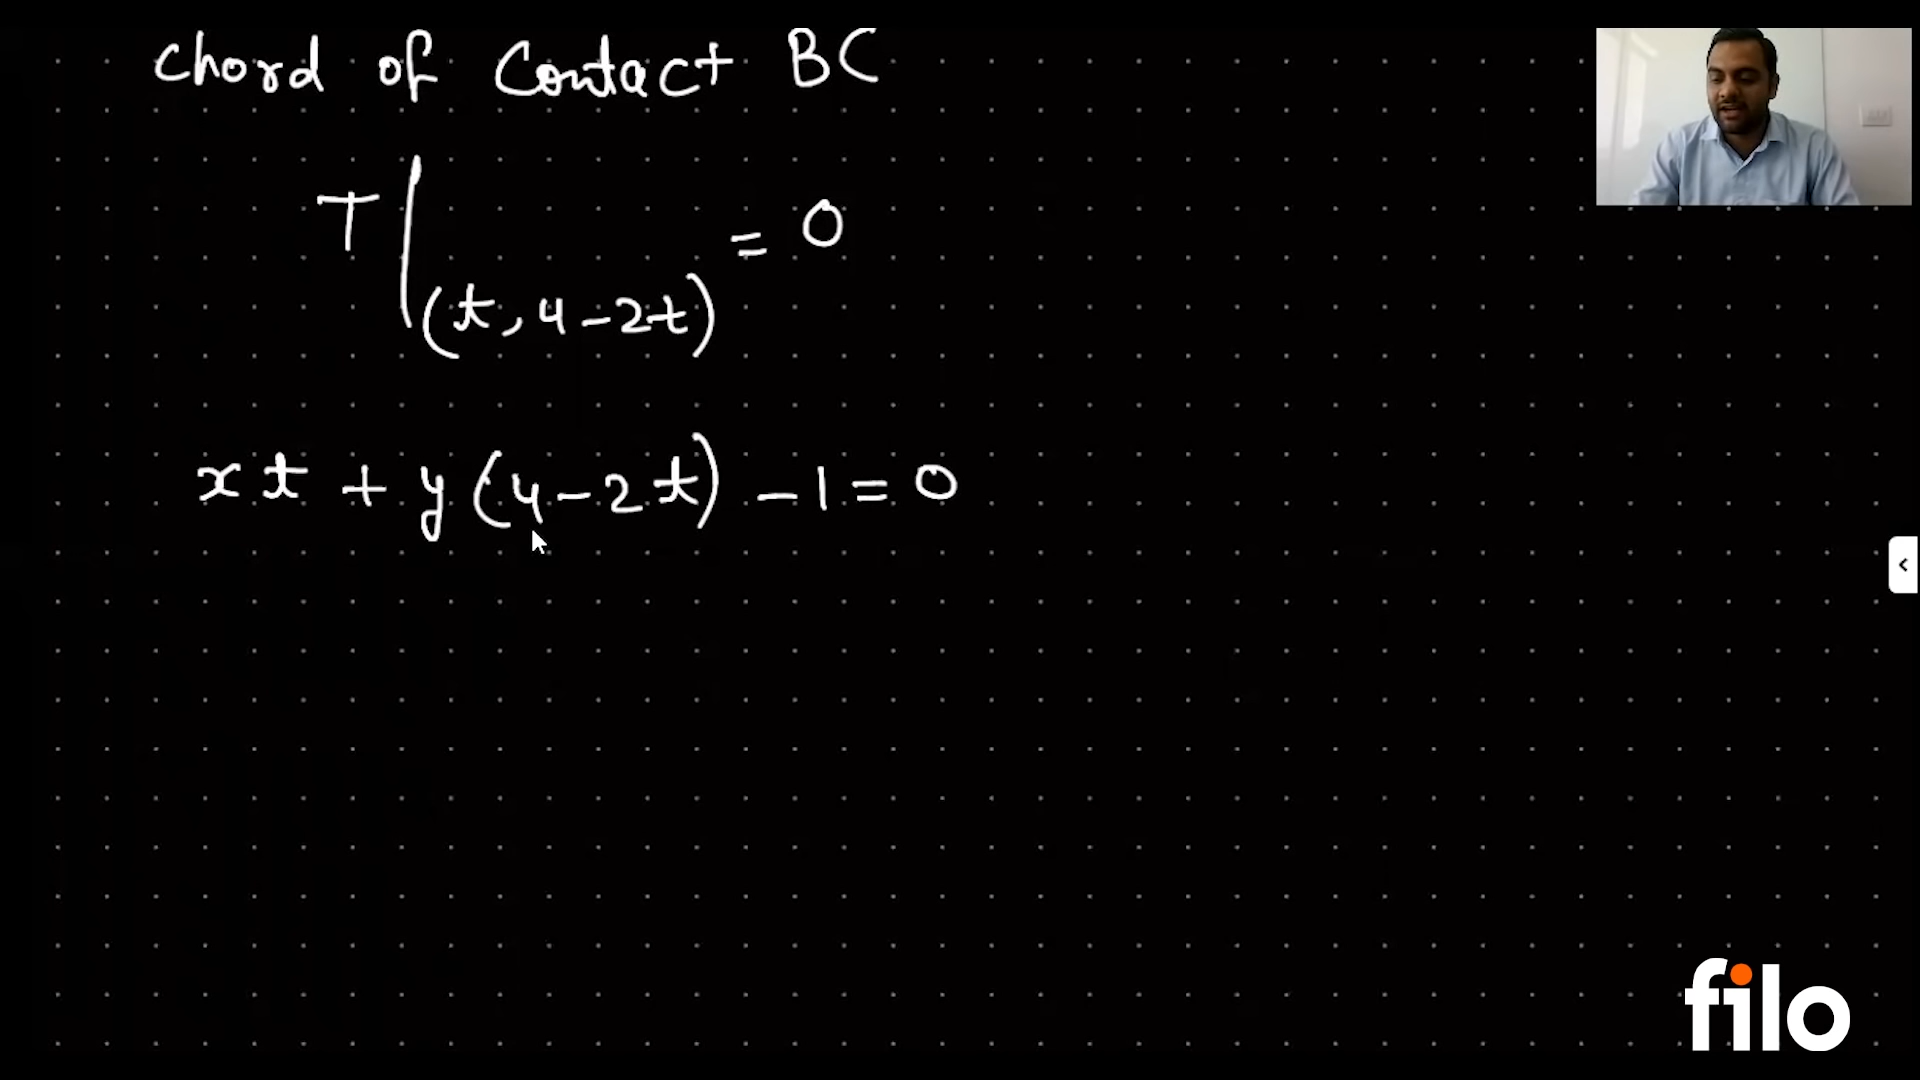 Chord of Contact BC
T|(t, 4-2t) = 0
xt + y(4-2t) - 1 = 0
<
filo